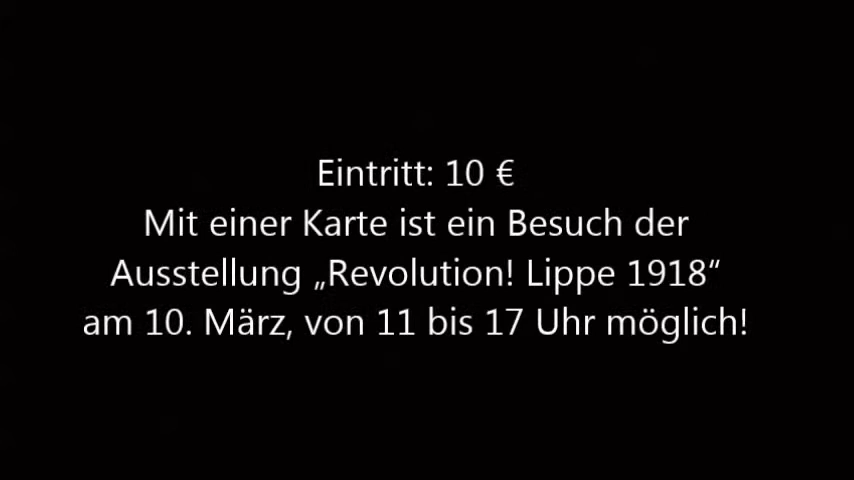 Eintritt: 10 €
Mit einer Karte ist ein Besuch der
Ausstellung „Revolution! Lippe 1918“
am 10. März, von 11 bis 17 Uhr möglich!